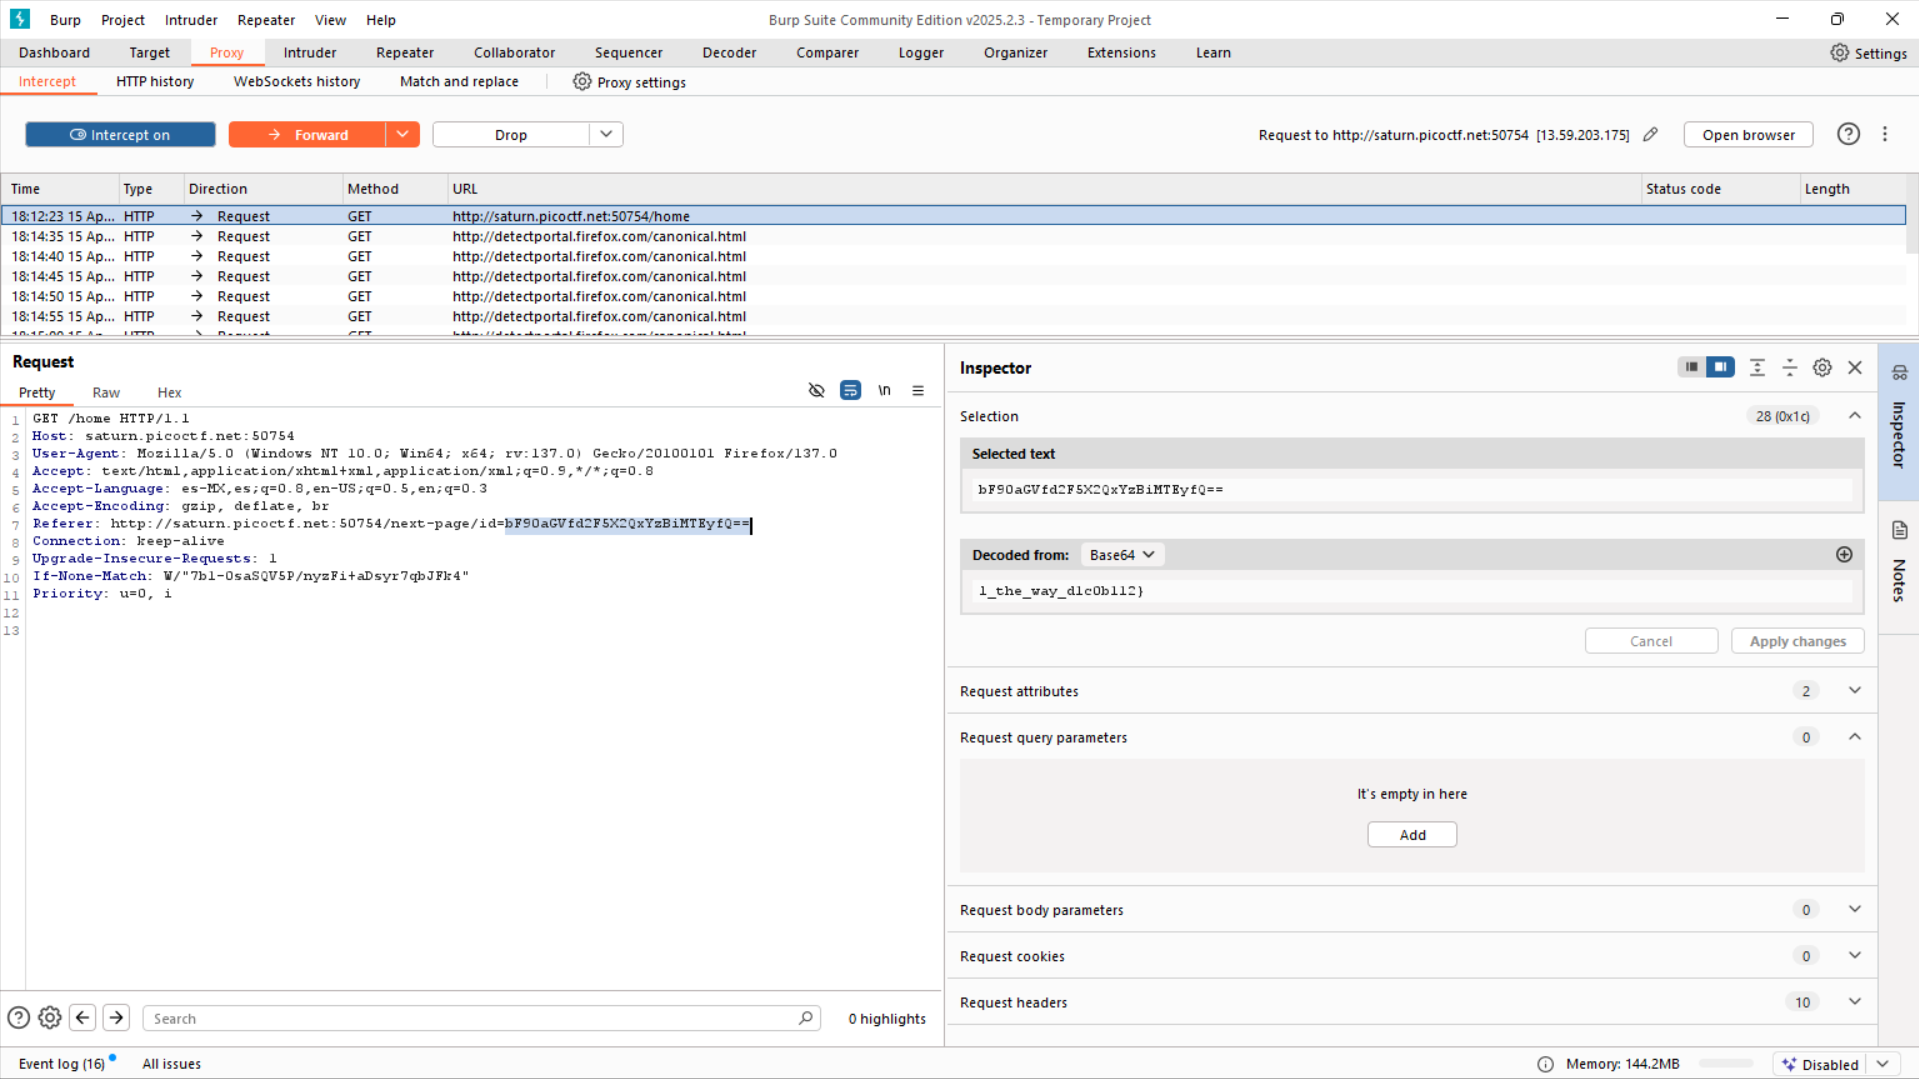 Burp Project Intruder Repeater View Help Burp Suite Community Edition v2025.2.3 - Temporary Project
Dashboard Target Proxy Intruder Repeater Collaborator Sequencer Decoder Comparer Logger Organizer Extensions Learn Settings
Intercept HTTP history WebSockets history Match and replace Proxy settings
Intercept on Forward Drop Request to http://saturn.picoctf.net:50754 [13.59.203.175] Open browser
Time Type Direction Method URL Status code Length
18:12:23 15 Ap... HTTP → Request GET http://saturn.picoctf.net:50754/home
18:14:35 15 Ap... HTTP → Request GET http://detectportal.firefox.com/canonical.html
18:14:40 15 Ap... HTTP → Request GET http://detectportal.firefox.com/canonical.html
18:14:45 15 Ap... HTTP → Request GET http://detectportal.firefox.com/canonical.html
18:14:50 15 Ap... HTTP → Request GET http://detectportal.firefox.com/canonical.html
18:14:55 15 Ap... HTTP → Request GET http://detectportal.firefox.com/canonical.html
Request
Pretty Raw Hex \n
1 GET /home HTTP/1.1
2 Host: saturn.picoctf.net:50754
3 User-Agent: Mozilla/5.0 (Windows NT 10.0; Win64; x64; rv:137.0) Gecko/20100101 Firefox/137.0
4 Accept: text/html,application/xhtml+xml,application/xml;q=0.9,*/*;q=0.8
5 Accept-Language: es-MX,es;q=0.8,en-US;q=0.5,en;q=0.3
6 Accept-Encoding: gzip, deflate, br
7 Referer: http://saturn.picoctf.net:50754/next-page/id=bF90aGVfd2F5X2QxYzBiMTEyfQ==
8 Connection: keep-alive
9 Upgrade-Insecure-Requests: 1
10 If-None-Match: W/"7b1-0saSQV5P/nyzFi+aDsyr7qbJFk4"
11 Priority: u=0, i
12
13
Search 0 highlights
Inspector
Selection 28 (0x1c)
Selected text
bF90aGVfd2F5X2QxYzBiMTEyfQ==
Decoded from: Base64
l_the_way_d1c0b112}
Cancel Apply changes
Request attributes 2
Request query parameters 0
It's empty in here
Add
Request body parameters 0
Request cookies 0
Request headers 10
Inspector
Notes
Event log (16) All issues Memory: 144.2MB Disabled